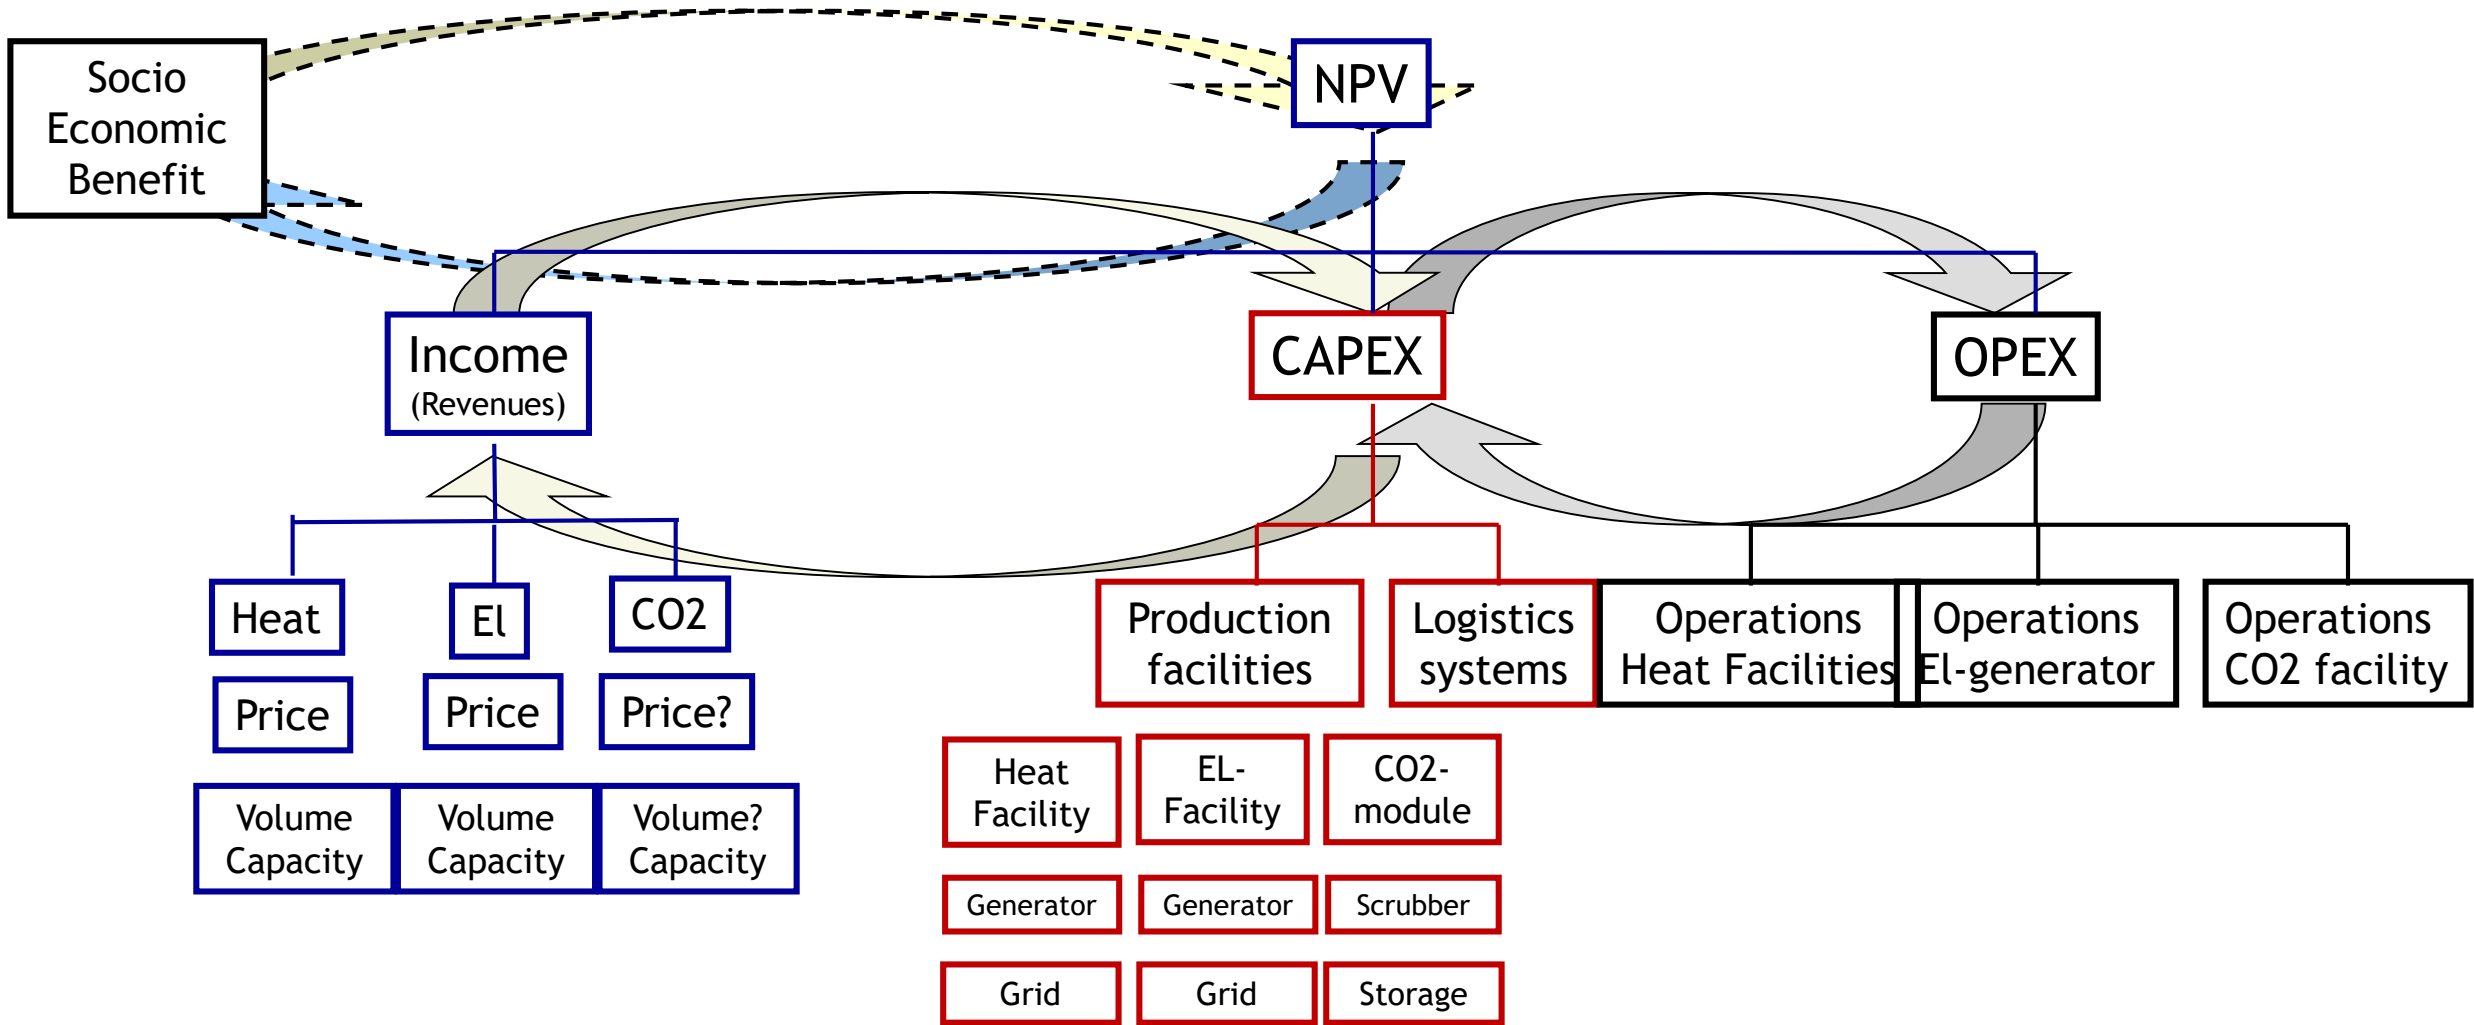 Socio
Economic
Benefit
NPV
Income
(Revenues)
CAPEX
OPEX
Heat
El
CO2
Price
Price
Price?
Volume
Capacity
Volume
Capacity
Volume?
Capacity
Production
facilities
Logistics
systems
Operations
Heat Facilities
Operations
El-generator
Operations
CO2 facility
Heat
Facility
EL-
Facility
CO2-
module
Generator
Generator
Scrubber
Grid
Grid
Storage